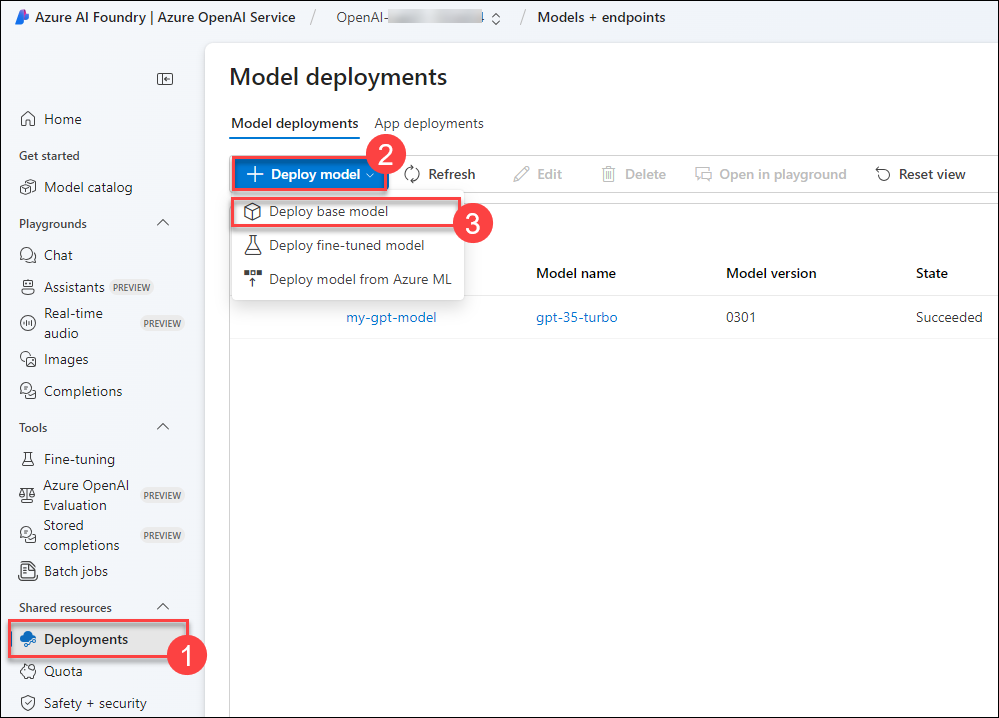 Azure AI Foundry | Azure OpenAI Service / OpenAI- 4 / Models + endpoints
Home
Get started
Model catalog
Playgrounds
Chat
Assistants PREVIEW
Real-time
audio
PREVIEW
Images
Completions
Tools
Fine-tuning
Azure OpenAI
Evaluation
PREVIEW
Stored
completions
PREVIEW
Batch jobs
Shared resources
Deployments
1
Quota
Safety + security
Model deployments
Model deployments App deployments
2
Deploy model Refresh Edit Delete Open in playground Reset view
Deploy base model
3
Deploy fine-tuned model
Deploy model from Azure ML
Model name Model version State
my-gpt-model gpt-35-turbo 0301 Succeeded